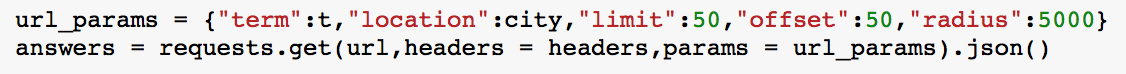 url_params = {"term":t,"location":city,"limit":50,"offset":50,"radius":5000}
answers = requests.get(url,headers = headers,params = url_params).json()